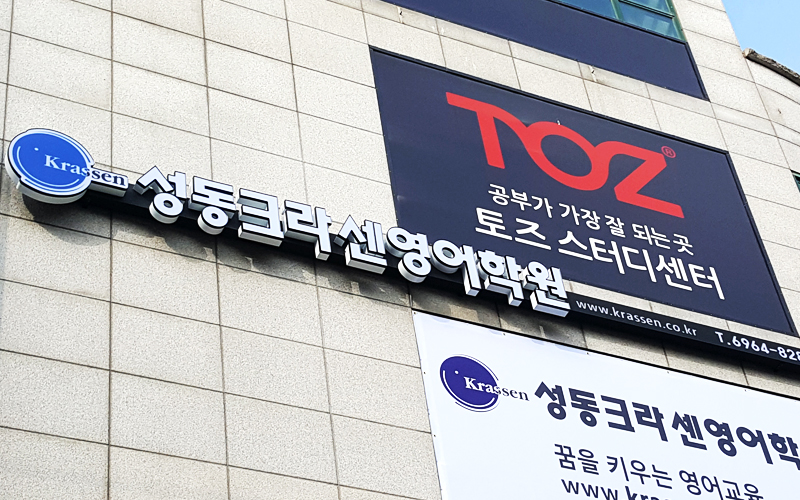 TOZ®
공부가 가장 잘 되는 곳
토즈 스터디센터
Krassen 성동크라센영어학원
www.krassen.co.kr T.6964-828
Krassen 성동크라센영어학
꿈을 키우는 영어교육